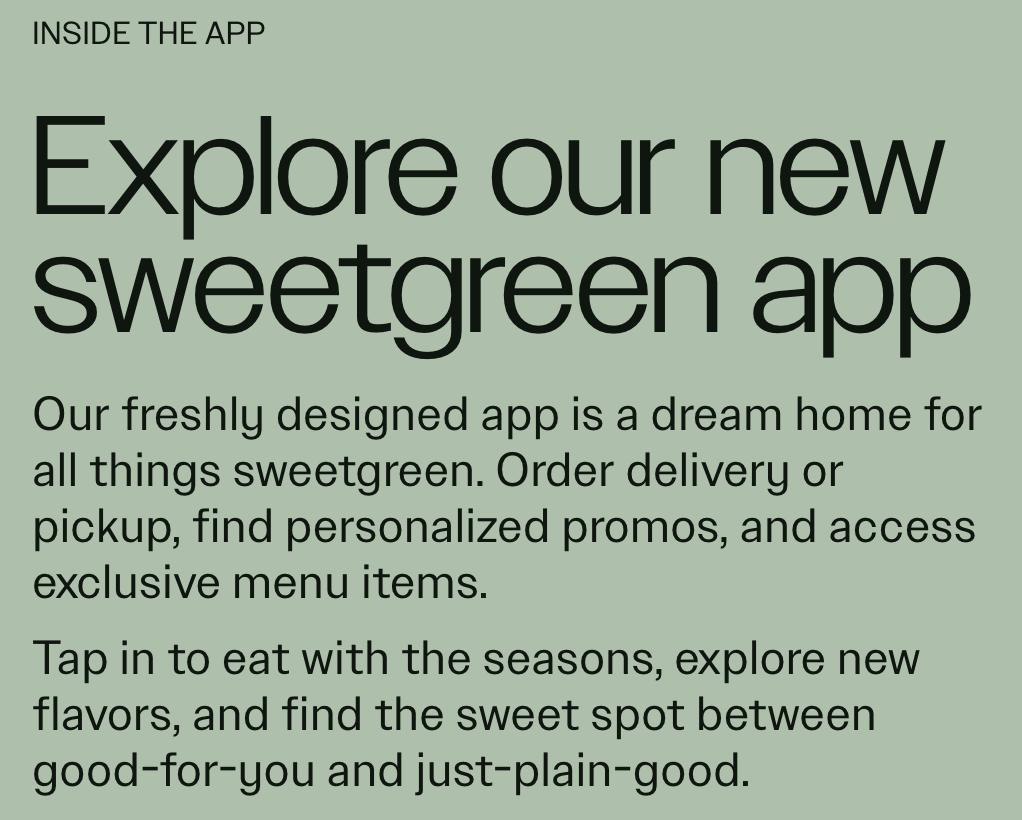 INSIDE THE APP
Explore our new
sweetgreen app
Our freshly designed app is a dream home for
all things sweetgreen. Order delivery or
pickup, find personalized promos, and access
exclusive menu items.
Tap in to eat with the seasons, explore new
flavors, and find the sweet spot between
good-for-you and just-plain-good.